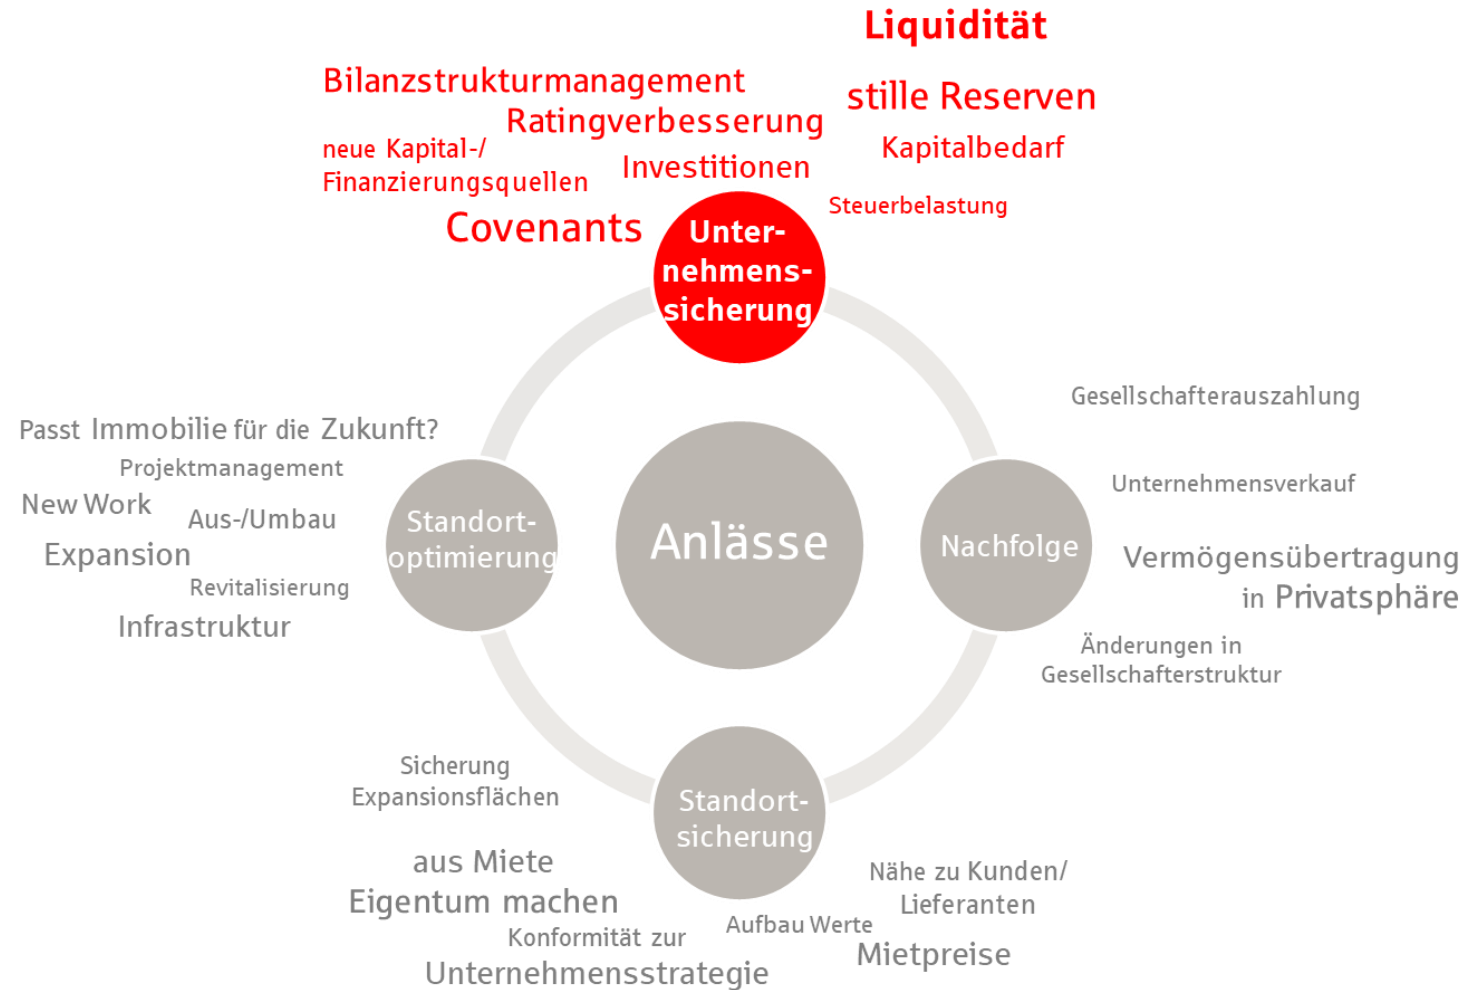 Liquidität
Bilanzstrukturmanagement
stille Reserven
Ratingverbesserung
neue Kapital-/
Finanzierungsquellen
Investitionen
Kapitalbedarf
Steuerbelastung
Covenants
Unter-
nehmens-
sicherung
Passt Immobilie für die Zukunft?
Projektmanagement
New Work
Aus-/Umbau
Expansion
Revitalisierung
Infrastruktur
Standort-
optimierung
Anlässe
Nachfolge
Gesellschafterauszahlung
Unternehmensverkauf
Vermögensübertragung
in Privatsphäre
Änderungen in
Gesellschafterstruktur
Sicherung
Expansionsflächen
Standort-
sicherung
aus Miete
Eigentum machen
Konformität zur
Unternehmensstrategie
Aufbau Werte
Nähe zu Kunden/
Lieferanten
Mietpreise